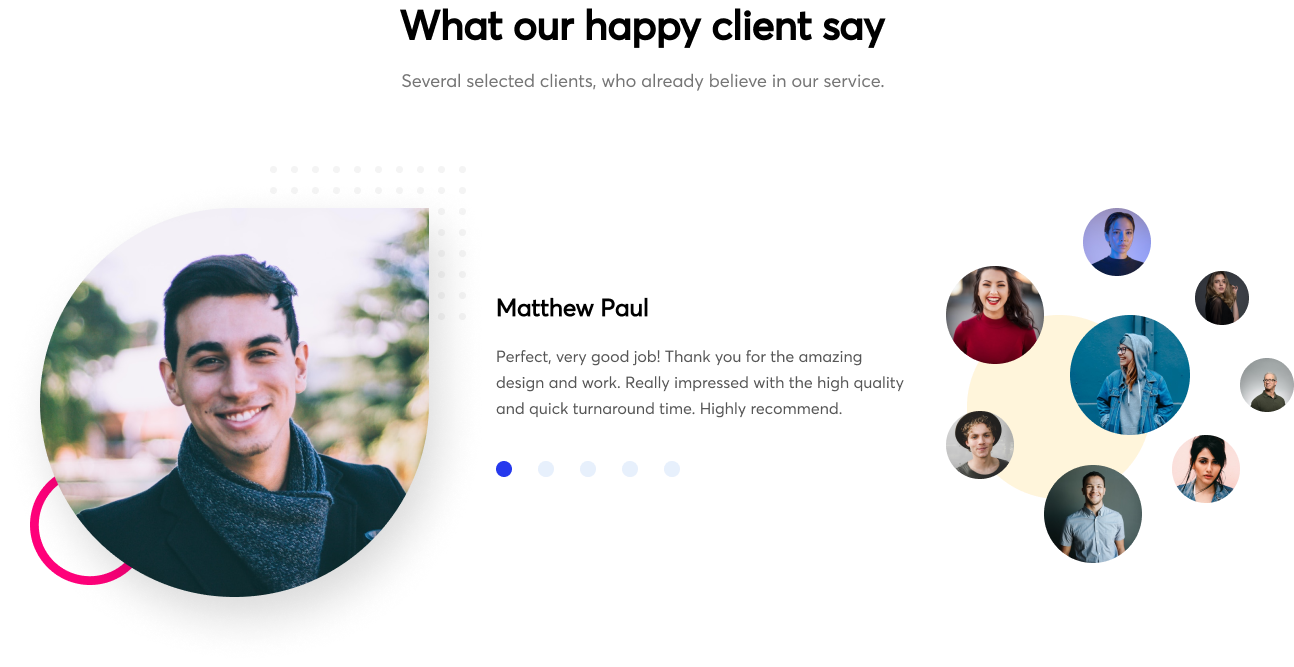 What our happy client say
Several selected clients, who already believe in our service.
Matthew Paul
Perfect, very good job! Thank you for the amazing
design and work. Really impressed with the high quality
and quick turnaround time. Highly recommend.